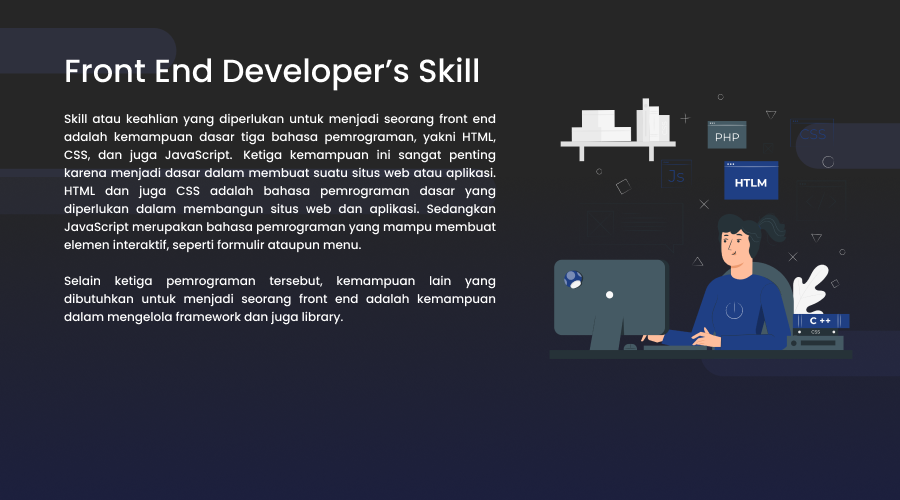 Front End Developer’s Skill
Skill atau keahlian yang diperlukan untuk menjadi seorang front end
adalah kemampuan dasar tiga bahasa pemrograman, yakni HTML,
CSS, dan juga JavaScript. Ketiga kemampuan ini sangat penting
karena menjadi dasar dalam membuat suatu situs web atau aplikasi.
HTML dan juga CSS adalah bahasa pemrograman dasar yang
diperlukan dalam membangun situs web dan aplikasi. Sedangkan
JavaScript merupakan bahasa pemrograman yang mampu membuat
elemen interaktif, seperti formulir ataupun menu.
Selain ketiga pemrograman tersebut, kemampuan lain yang
dibutuhkan untuk menjadi seorang front end adalah kemampuan
dalam mengelola framework dan juga library.
PHP
CSS
Js
HTLM
C ++
CSS